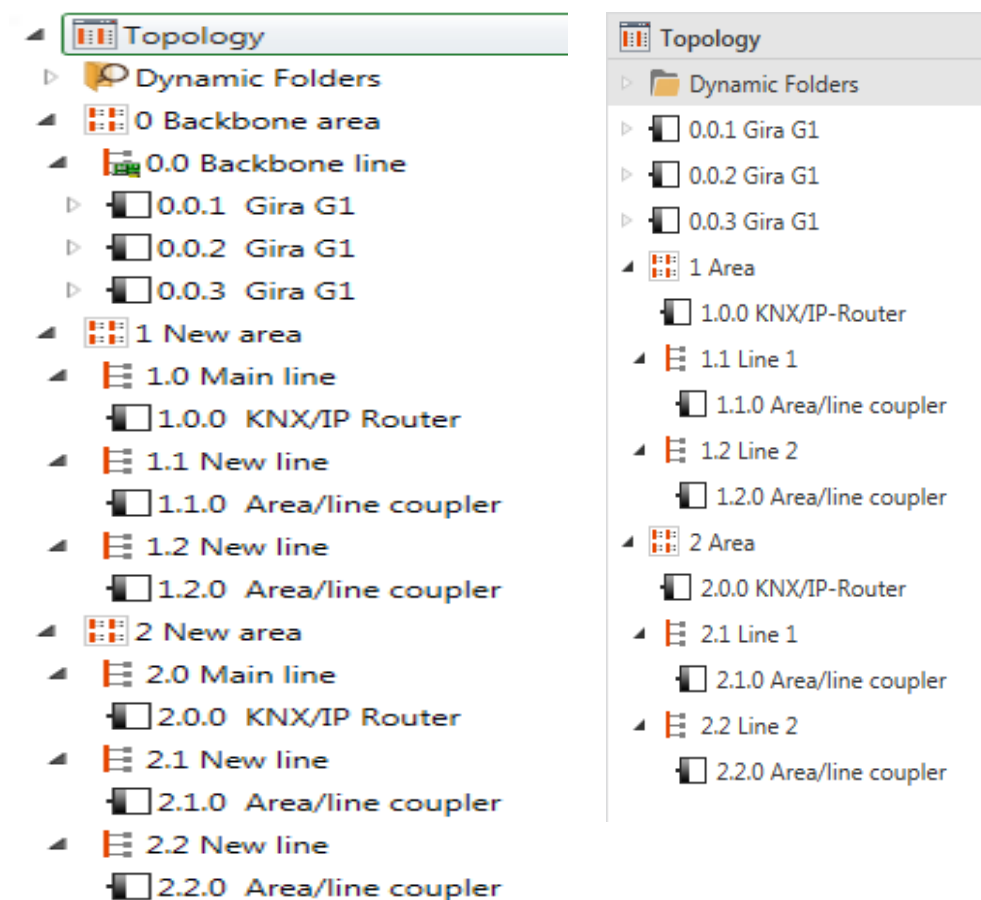 Topology
Dynamic Folders
0 Backbone area
0.0 Backbone line
0.0.1 Gira G1
0.0.2 Gira G1
0.0.3 Gira G1
1 New area
1.0 Main line
1.0.0 KNX/IP Router
1.1 New line
1.1.0 Area/line coupler
1.2 New line
1.2.0 Area/line coupler
2 New area
2.0 Main line
2.0.0 KNX/IP Router
2.1 New line
2.1.0 Area/line coupler
2.2 New line
2.2.0 Area/line coupler
Topology
Dynamic Folders
0.0.1 Gira G1
0.0.2 Gira G1
0.0.3 Gira G1
1 Area
1.0.0 KNX/IP-Router
1.1 Line 1
1.1.0 Area/line coupler
1.2 Line 2
1.2.0 Area/line coupler
2 Area
2.0.0 KNX/IP-Router
2.1 Line 1
2.1.0 Area/line coupler
2.2 Line 2
2.2.0 Area/line coupler